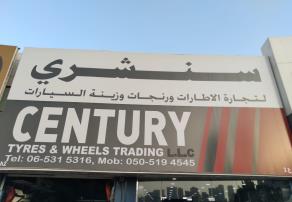 سنشري
لتجارة الاطارات ورنجات وزينة السيارات
CENTURY
TYRES & WHEELS TRADING L.L.C
Tel: 06-531 5316, Mob: 050-519 4545